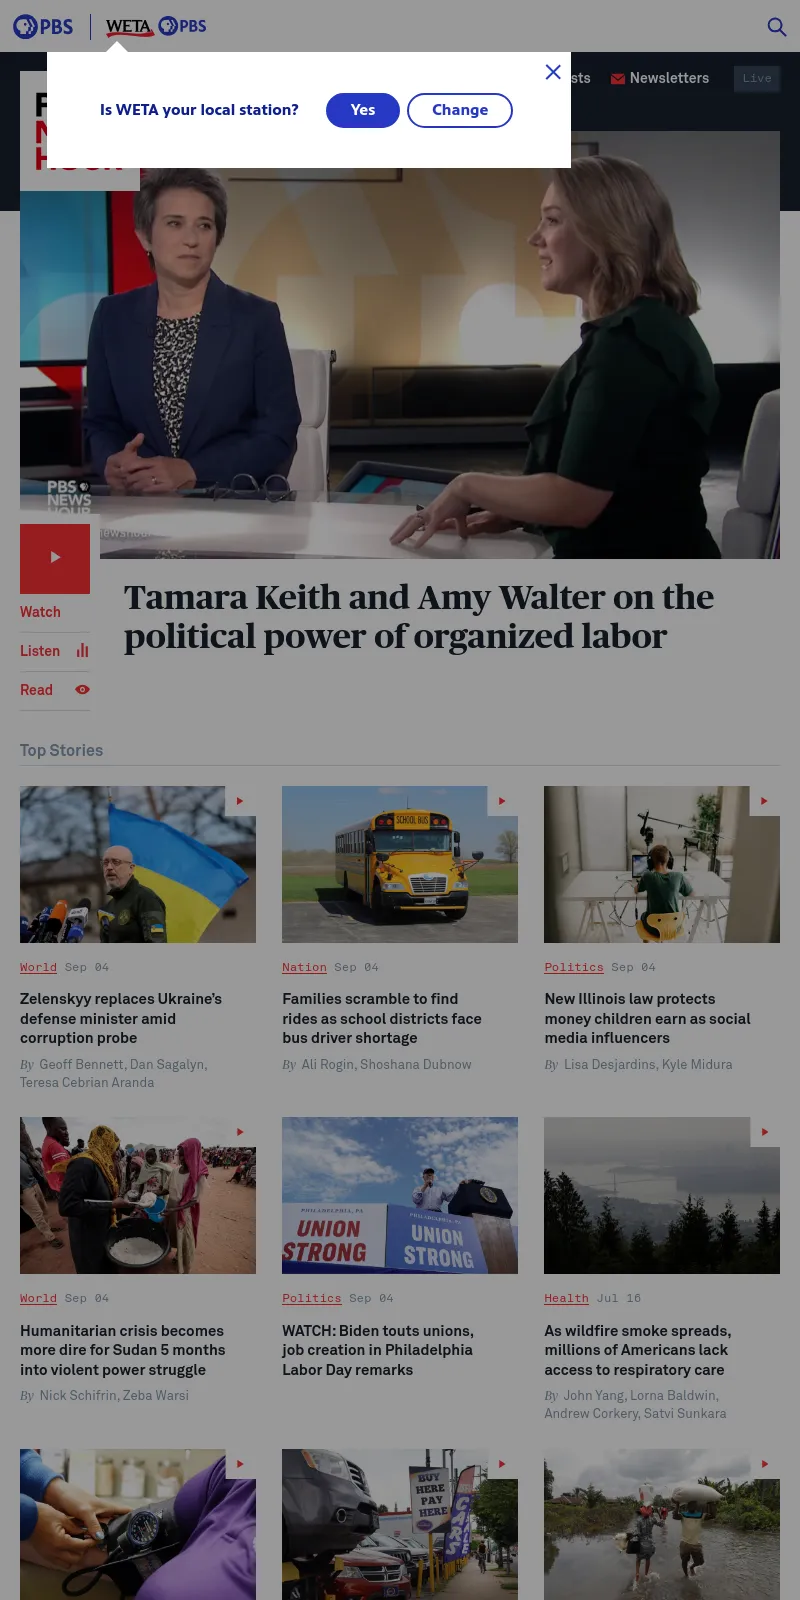 PBS
WETA
PBS
Is WETA your local station?
Yes
Change
Newsletters
Live
PBS
NEWS
HOUR
Watch
Listen
Read
Tamara Keith and Amy Walter on the
political power of organized labor
Top Stories
SCHOOL BUS
World Sep 04
Zelenskyy replaces Ukraine’s
defense minister amid
corruption probe
By Geoff Bennett, Dan Sagalyn,
Teresa Cebrian Aranda
Nation Sep 04
Families scramble to find
rides as school districts face
bus driver shortage
By Ali Rogin, Shoshana Dubnow
Politics Sep 04
New Illinois law protects
money children earn as social
media influencers
By Lisa Desjardins, Kyle Midura
PHILADELPHIA, PA
UNION
STRONG
PHILADELPHIA, PA
UNION
STRONG
World Sep 04
Humanitarian crisis becomes
more dire for Sudan 5 months
into violent power struggle
By Nick Schifrin, Zeba Warsi
Politics Sep 04
WATCH: Biden touts unions,
job creation in Philadelphia
Labor Day remarks
Health Jul 16
As wildfire smoke spreads,
millions of Americans lack
access to respiratory care
By John Yang, Lorna Baldwin,
Andrew Corkery, Satvi Sunkara
BUY
HERE
PAY
HERE
CARS